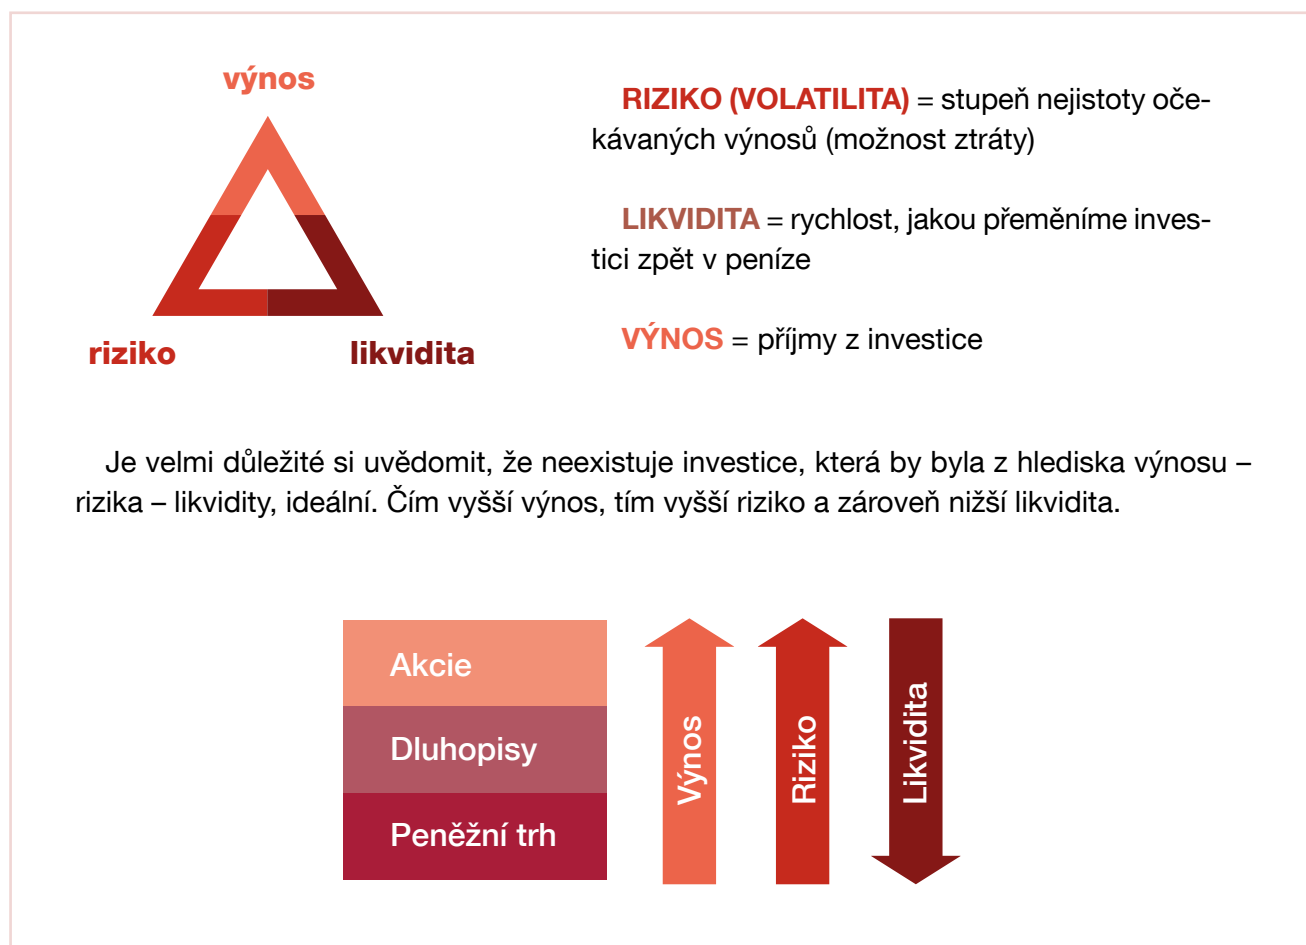 výnos
riziko
likvidita
RIZIKO (VOLATILITA) = stupeň nejistoty oče-
kávaných výnosů (možnost ztráty)
LIKVIDITA = rychlost, jakou přeměníme inves-
tici zpět v peníze
VÝNOS = příjmy z investice
Je velmi důležité si uvědomit, že neexistuje investice, která by byla z hlediska výnosu –
rizika – likvidity, ideální. Čím vyšší výnos, tím vyšší riziko a zároveň nižší likvidita.
Akcie
Dluhopisy
Peněžní trh
Výnos
Riziko
Likvidita